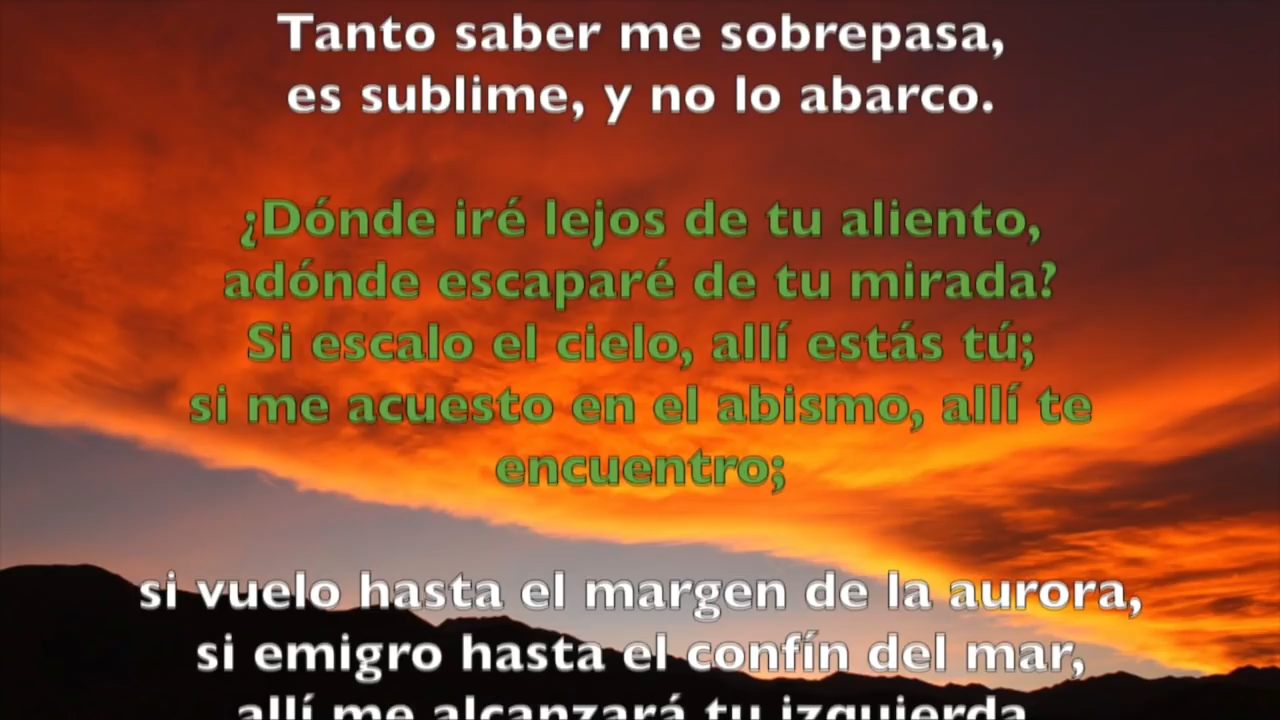 Tanto saber me sobrepasa,
es sublime, y no lo abarco.
¿Dónde iré lejos de tu aliento,
adónde escaparé de tu mirada?
Si escalo el cielo, allí estás tú;
si me acuesto en el abismo, allí te
encuentro;
si vuelo hasta el margen de la aurora,
si emigro hasta el confín del mar,
allí me alcanzará tu izquierda